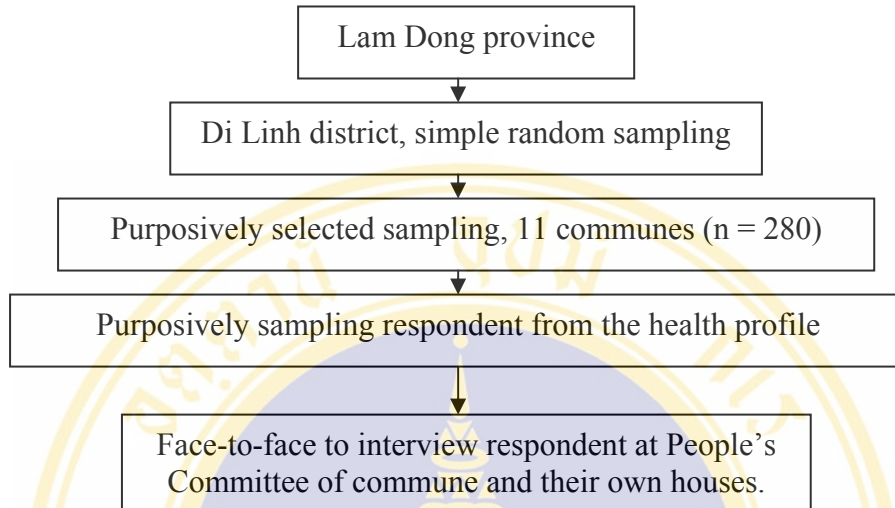 Lam Dong province
Di Linh district, simple random sampling
Purposively selected sampling, 11 communes (n = 280)
Purposively sampling respondent from the health profile
Face-to-face to interview respondent at People's
Committee of commune and their own houses.